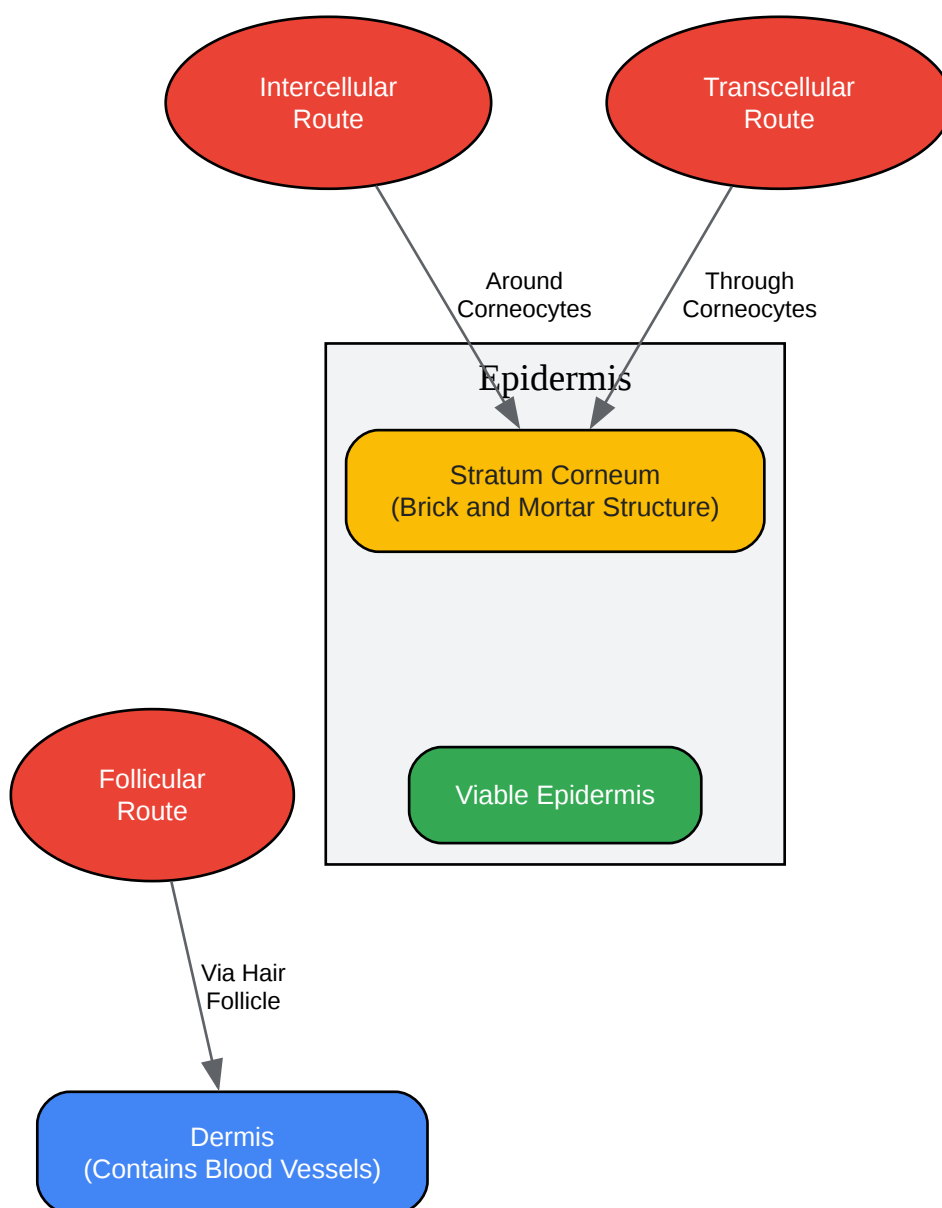 Intercellular
Route
Transcellular
Route
Around
Corneocytes
Through
Corneocytes
Epidermis
Stratum Corneum
(Brick and Mortar Structure)
Viable Epidermis
Follicular
Route
Via Hair
Follicle
Dermis
(Contains Blood Vessels)